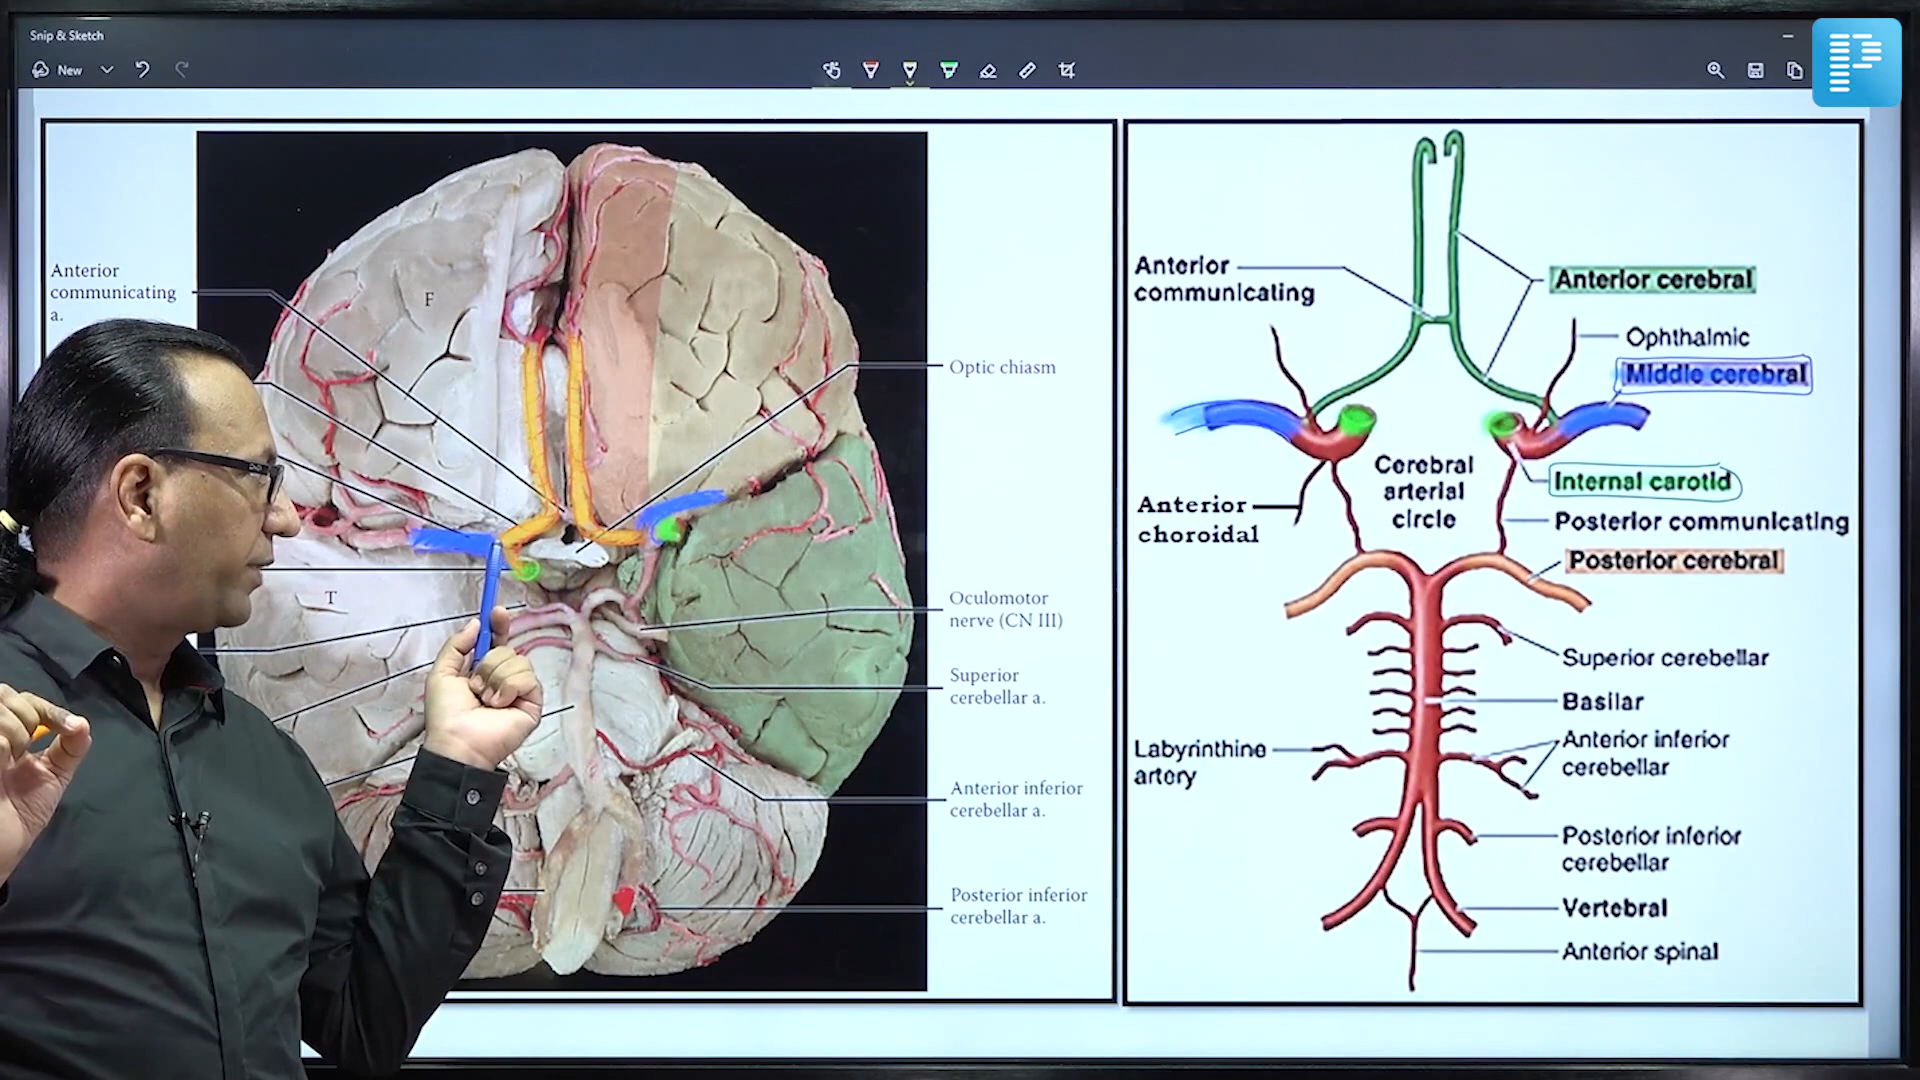 Snip & Sketch
New
Anterior
communicating
a.
F
T
Optic chiasm
Oculomotor
nerve (CN III)
Superior
cerebellar a.
Anterior inferior
cerebellar a.
Posterior inferior
cerebellar a.
Anterior
communicating
Anterior cerebral
Ophthalmic
Middle cerebral
Cerebral
arterial
circle
Internal carotid
Anterior
choroidal
Posterior communicating
Posterior cerebral
Superior cerebellar
Basilar
Labyrinthine
artery
Anterior inferior
cerebellar
Posterior inferior
cerebellar
Vertebral
Anterior spinal
P